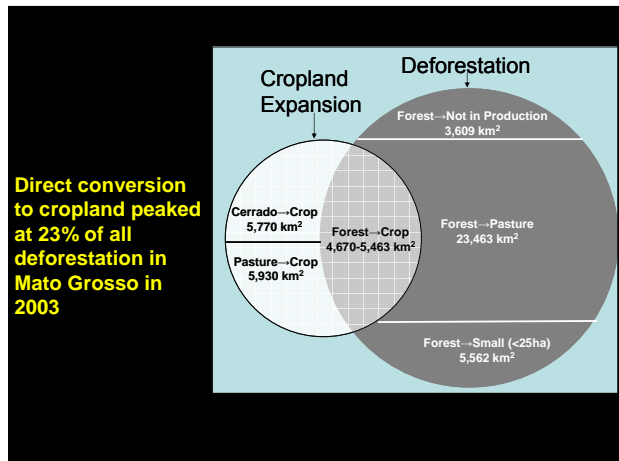 Direct conversion
to cropland peaked
at 23% of all
deforestation in
Mato Grosso in
2003
Cropland
Expansion
Deforestation
Forest→Not in Production
3,609 km²
Cerrado→Crop
5,770 km²
Pasture→Crop
5,930 km²
Forest→Crop
4,670-5,463 km²
Forest→Pasture
23,463 km²
Forest→Small (<25ha)
5,562 km²